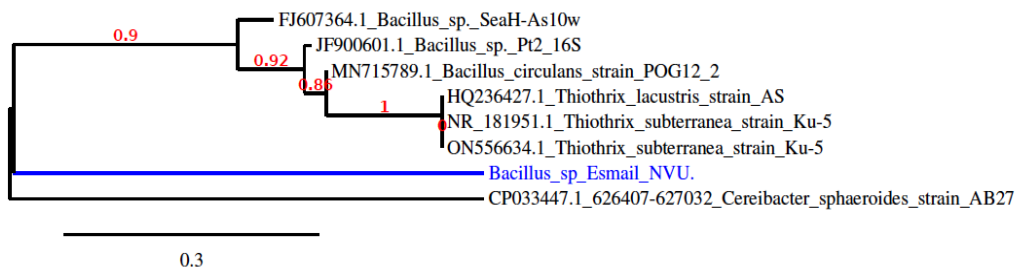 FJ607364.1_Bacillus_sp._SeaH-As10w
0.9
JF900601.1_Bacillus_sp._Pt2_16S
0.92
MN715789.1_Bacillus_circulans_strain_POG12_2
0.86
HQ236427.1_Thiothrix_lacustris_strain_AS
1
NR_181951.1_Thiothrix_subterranea_strain_Ku-5
0
ON556634.1_Thiothrix_subterranea_strain_Ku-5
Bacillus_sp_Esmail_NVU.
CP033447.1_626407-627032_Cereibacter_sphaeroides_strain_AB27
0.3